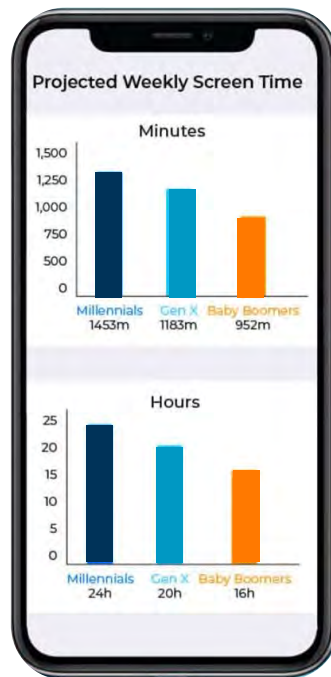 Projected Weekly Screen Time
Minutes
1,500
1,250
1,000
750
500
0
Millennials Gen X Baby Boomers
1453m 1183m 952m
Hours
25
20
15
10
5
0
Millennials Gen X Baby Boomers
24h 20h 16h